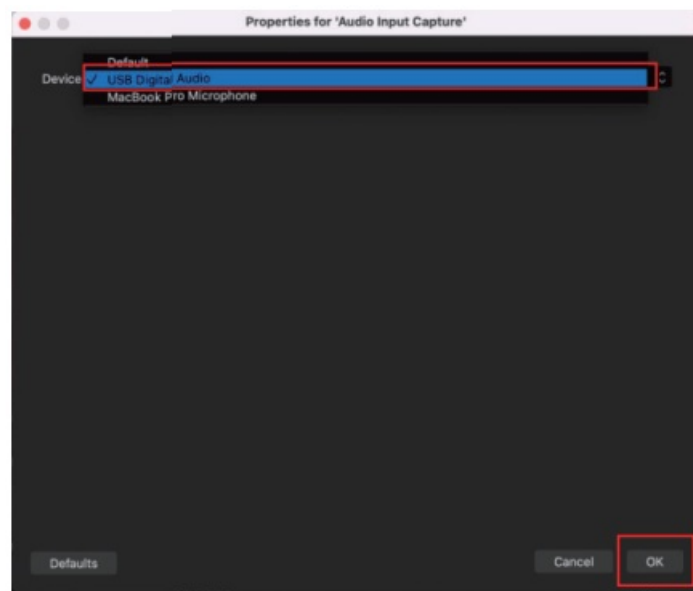 Properties for 'Audio Input Capture'
Default
Device ✓ USB Digital Audio
MacBook Pro Microphone
Defaults
Cancel
OK